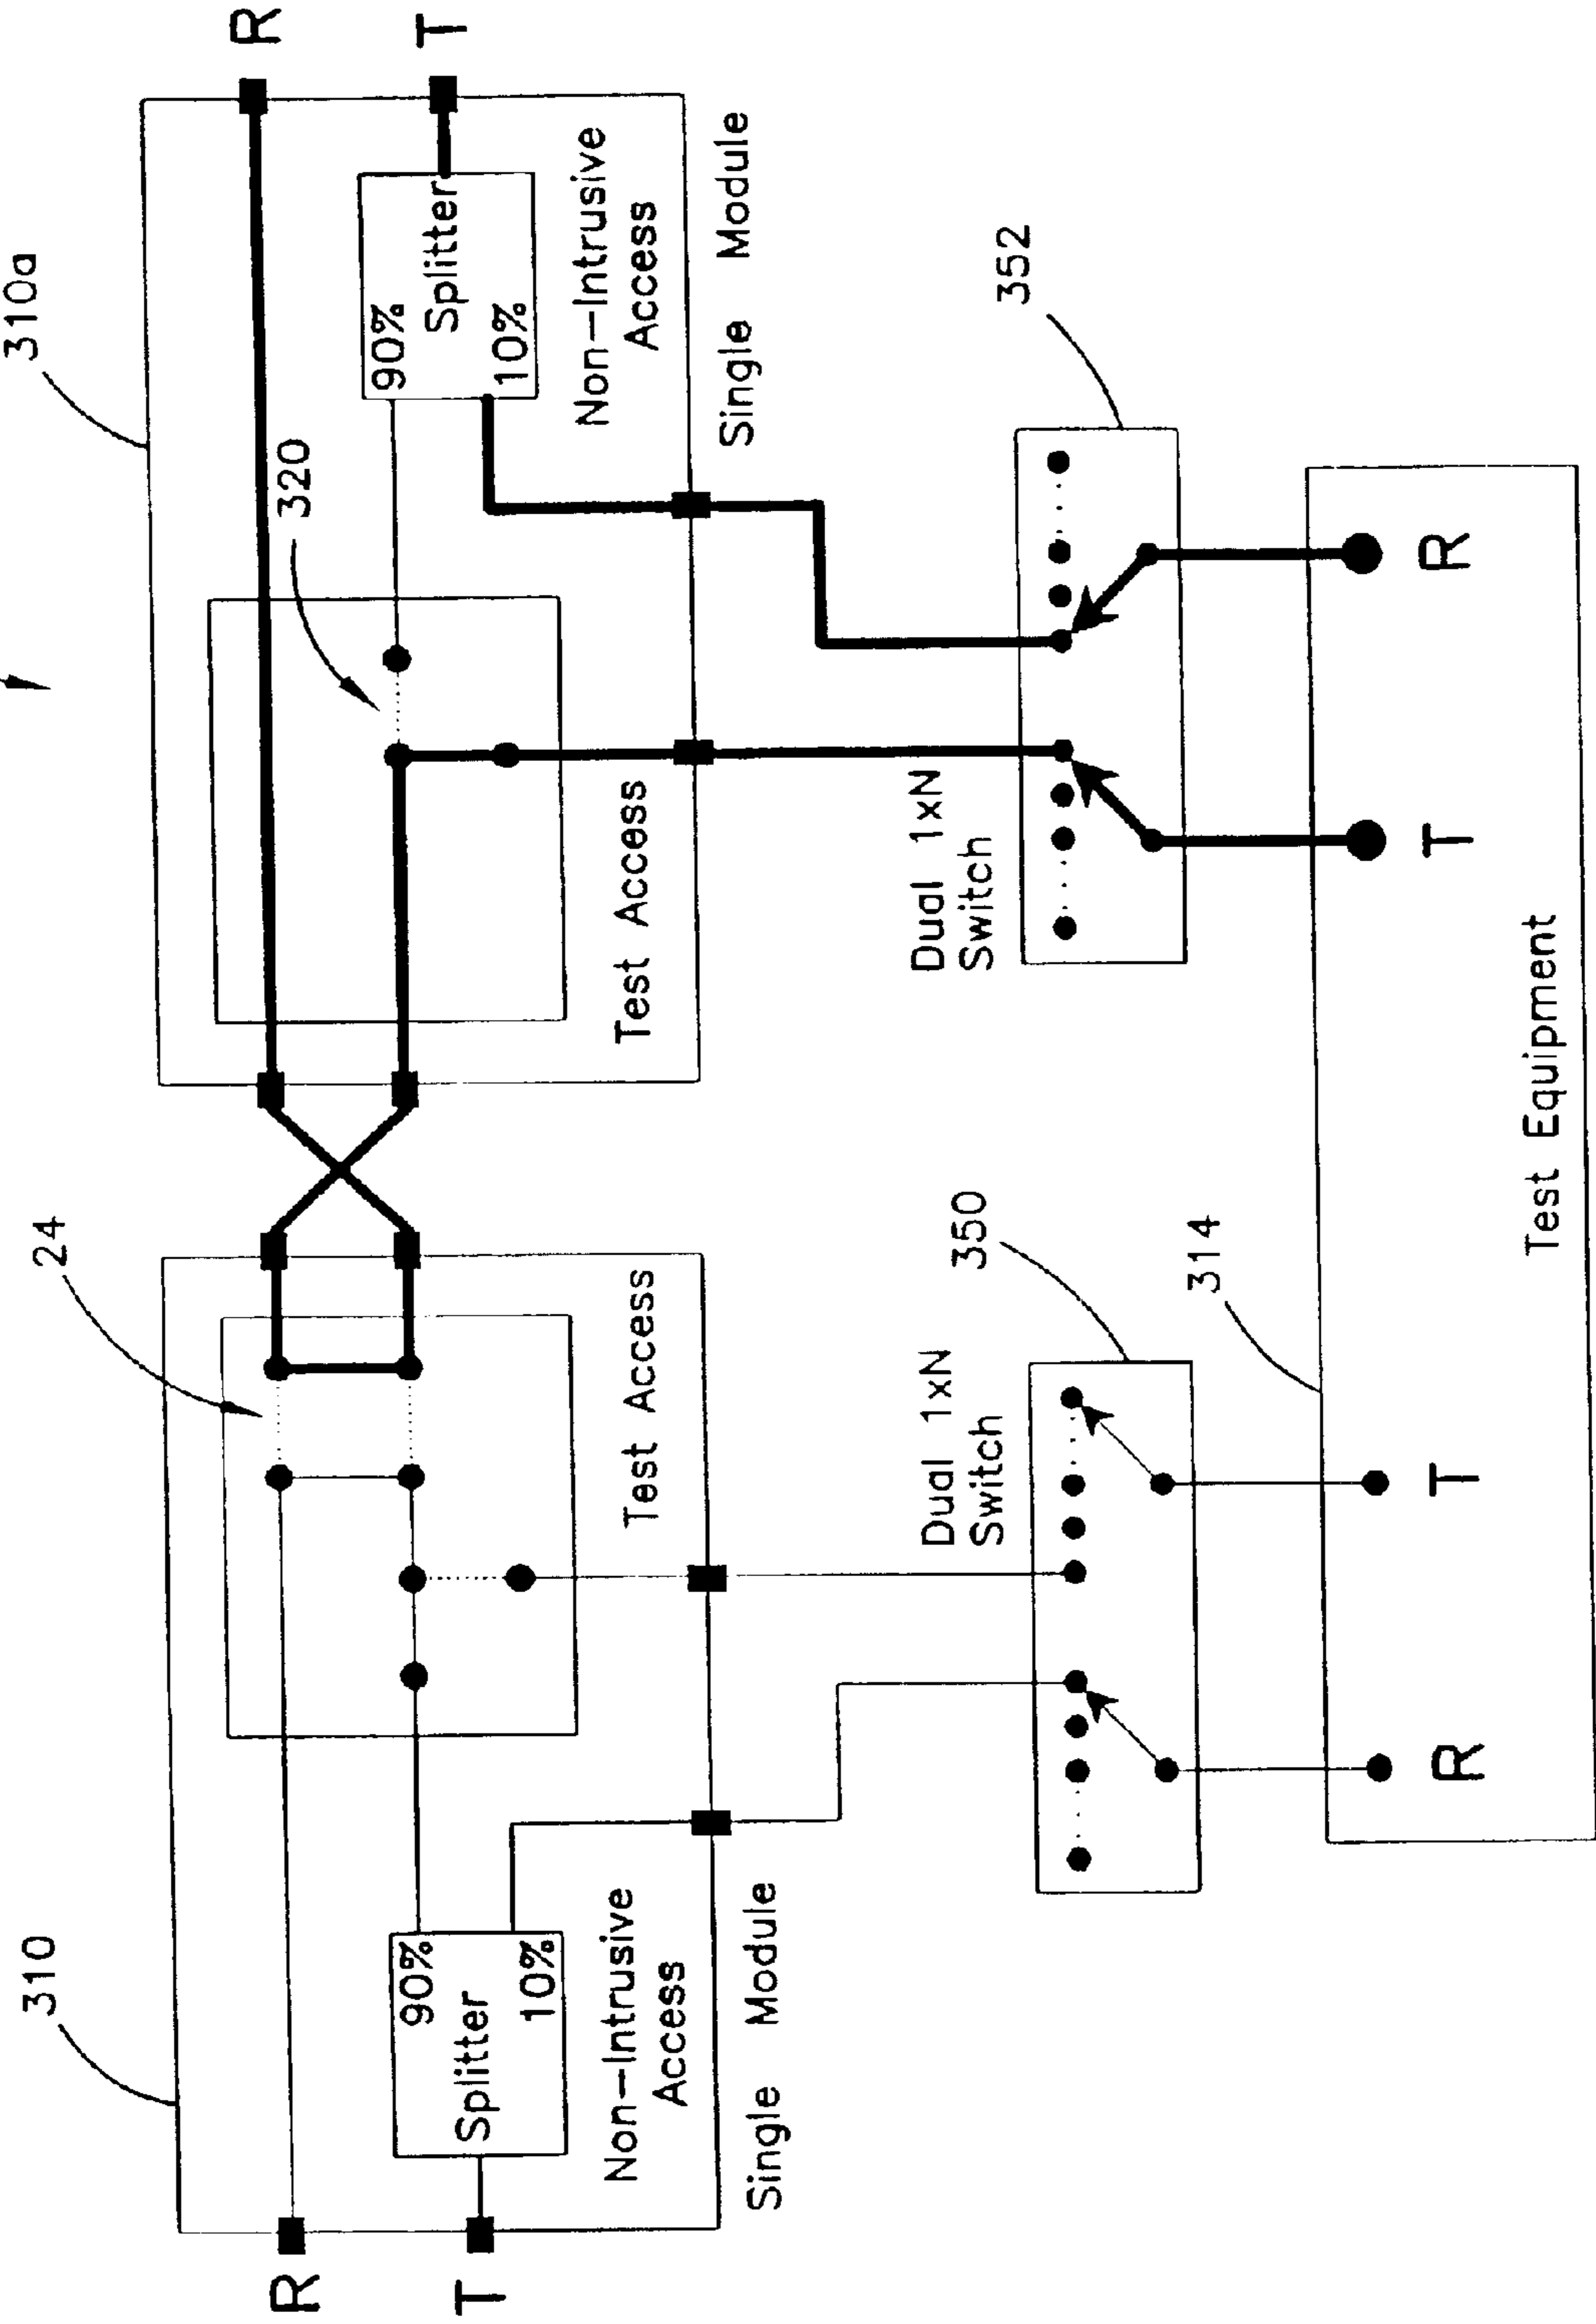 310
24
320
310a
R
T
Splitter
90%
10%
Non-Intrusive
Access
Test Access
Single Module
Test Access
90%
10%
Splitter
Non-Intrusive
Access
Single Module
R
T
Dual 1xN
Switch
350
Dual 1xN
Switch
352
314
R
T
T
R
Test Equipment